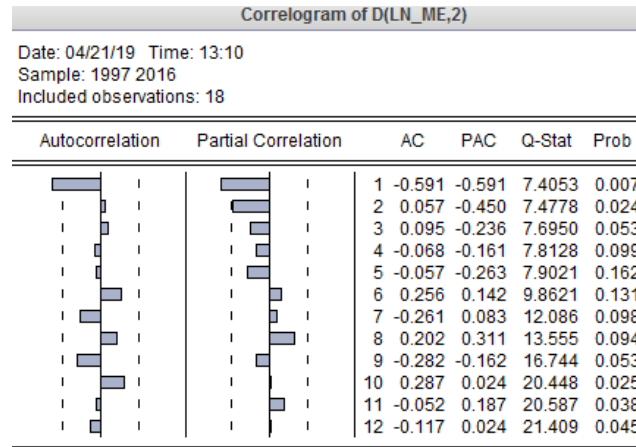 Correlogram of D(LN_ME,2)
Date: 04/21/19 Time: 13:10
Sample: 1997 2016
Included observations: 18
Autocorrelation Partial Correlation AC PAC Q-Stat Prob
1 -0.591 -0.591 7.4053 0.007
2 0.057 -0.450 7.4778 0.024
3 0.095 -0.236 7.6950 0.053
4 -0.068 -0.161 7.8128 0.099
5 -0.057 -0.263 7.9021 0.162
6 0.256 0.142 9.8621 0.131
7 -0.261 0.083 12.086 0.098
8 0.202 0.311 13.555 0.094
9 -0.282 -0.162 16.744 0.053
10 0.287 0.024 20.448 0.025
11 -0.052 0.187 20.587 0.038
12 -0.117 0.024 21.409 0.045